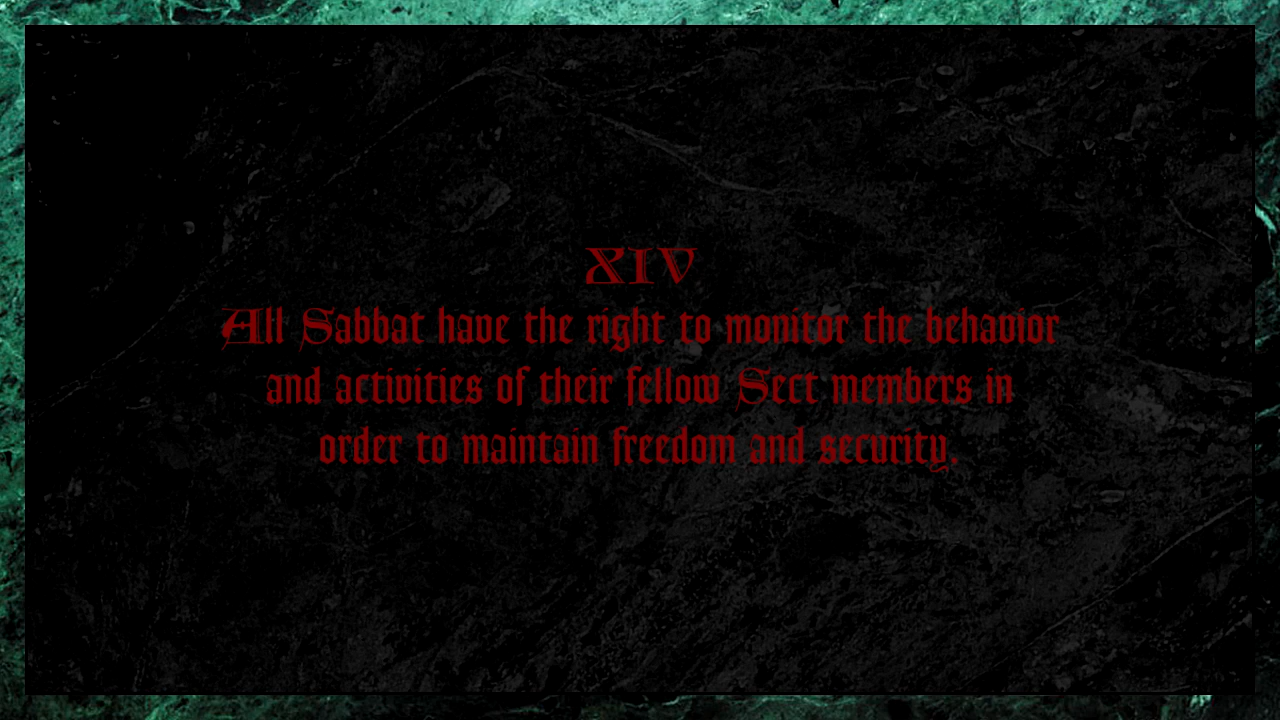 XIV
All Sabbat have the right to monitor the behavior
and activities of their fellow Sect members in
order to maintain freedom and security.